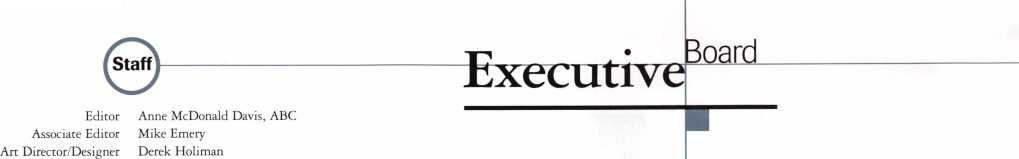 Staff
Editor Anne McDonald Davis, ABC
Associate Editor Mike Emery
Art Director/Designer Derek Holiman
Executive Board